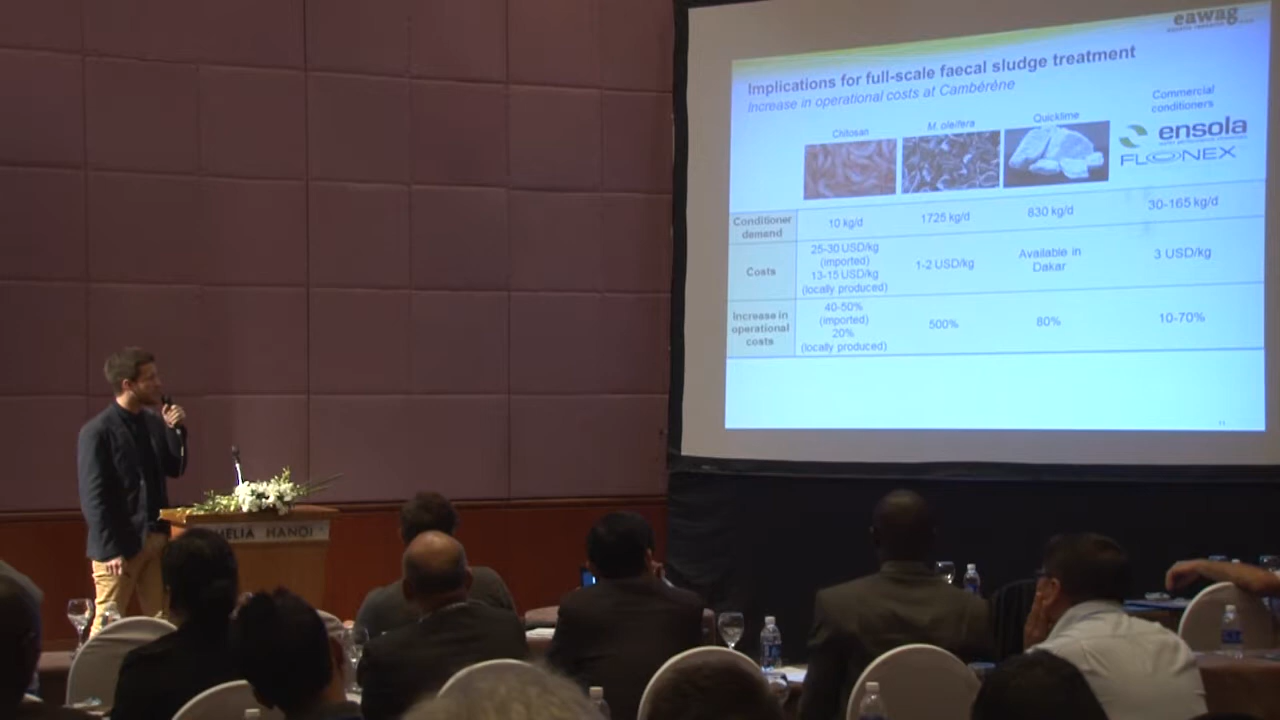 eawag
Implications for full-scale faecal sludge treatment
Increase in operational costs at Cambérène
Chitosan
M. oleifera
Quicklime
Commercial
conditioners
ensola
FLONEX
Conditioner
demand
10 kg/d
1725 kg/d
830 kg/d
30-165 kg/d
Costs
25-30 USD/kg
(imported)
13-15 USD/kg
(locally produced)
1-2 USD/kg
Available in
Dakar
3 USD/kg
Increase in
operational
costs
40-50%
(imported)
20%
(locally produced)
500%
80%
10-70%
11
MELIÃ HANOI